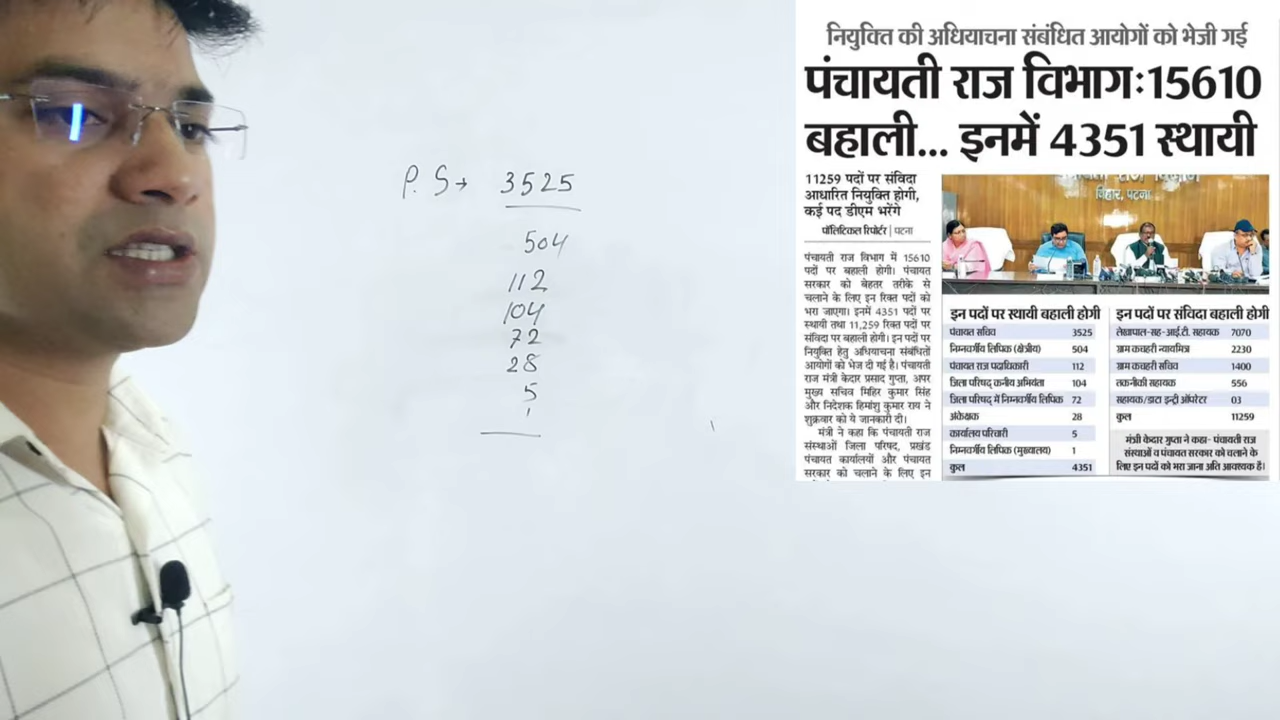 P. S → 3525
504
112
104
72
28
5
1
नियुक्ति की अधियाचना संबंधित आयोगों को भेजी गई
पंचायती राज विभाग:15610
बहाली... इनमें 4351 स्थायी
11259 पदों पर संविदा
आधारित नियुक्ति होगी,
कई पद डीएम भरेंगे
पॉलिटिकल रिपोर्टर | पटना
पंचायती राज विभाग में 15610
पदों पर बहाली होगी। पंचायत
सरकार को बेहतर तरीके से
चलाने के लिए इन रिक्त पदों को
भरा जाएगा। इनमें 4351 पदों पर
स्थायी तथा 11,259 रिक्त पदों पर
संविदा पर बहाली होगी। इन पदों पर
नियुक्ति हेतु अधियाचना संबंधितों
आयोगों को भेज दी गई है। पंचायती
राज मंत्री केदार प्रसाद गुप्ता, अपर
मुख्य सचिव मिहिर कुमार सिंह
और निदेशक हिमांशु कुमार राय ने
शुक्रवार को ये जानकारी दी।
मंत्री ने कहा कि पंचायती राज
संस्थाओं जिला परिषद, प्रखंड
पंचायत कार्यालयों और पंचायत
सरकार को चलाने के लिए इन
बिहार, पटना
इन पदों पर स्थायी बहाली होगी
पंचायत सचिव 3525
निम्नवर्गीय लिपिक (क्षेत्रीय) 504
पंचायत राज पदाधिकारी 112
जिला परिषद् कनीय अभियंता 104
जिला परिषद् में निम्नवर्गीय लिपिक 72
अंकेक्षक 28
कार्यालय परिचारी 5
निम्नवर्गीय लिपिक (मुख्यालय) 1
कुल 4351
इन पदों पर संविदा बहाली होगी
लेखापाल-सह-आई.टी. सहायक 7070
ग्राम कचहरी न्यायमित्र 2230
ग्राम कचहरी सचिव 1400
तकनीकी सहायक 556
सहायक/डाटा इन्ट्री ऑपरेटर 03
कुल 11259
मंत्री केदार गुप्ता ने कहा- पंचायती राज
संस्थाओं व पंचायत सरकार को चलाने के
लिए इन पदों को भरा जाना अति आवश्यक है।